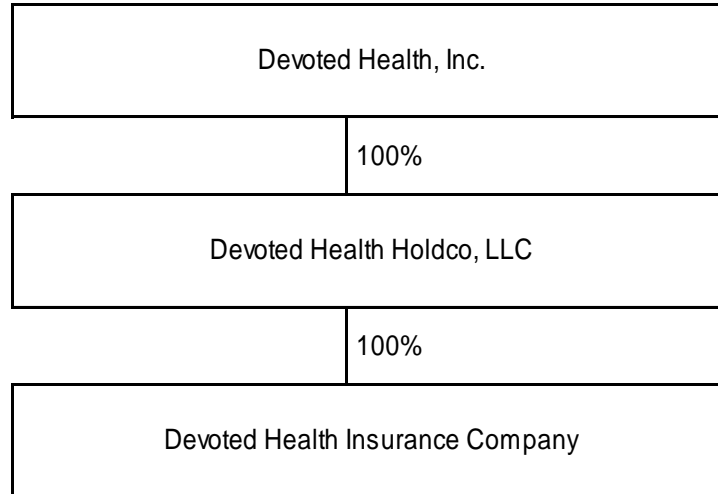 Devoted Health, Inc.
100%
Devoted Health Holdco, LLC
100%
Devoted Health Insurance Company